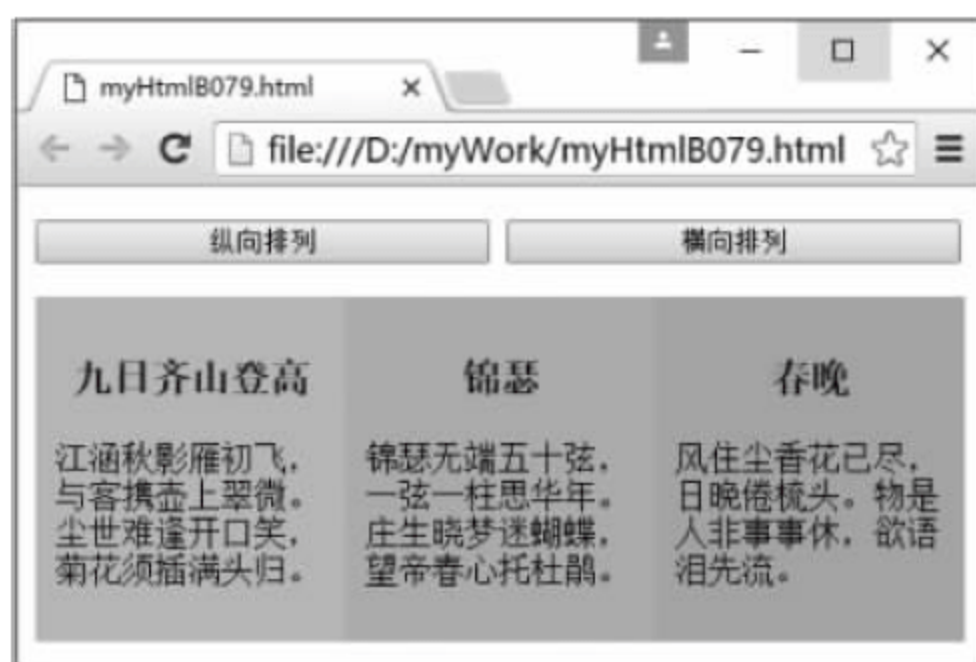 myHtmlB079.html
file:///D:/myWork/myHtmlB079.html
纵向排列
横向排列
九日齐山登高
江涵秋影雁初飞，
与客携壶上翠微。
尘世难逢开口笑，
菊花须插满头归。
锦瑟
锦瑟无端五十弦，
一弦一柱思华年。
庄生晓梦迷蝴蝶，
望帝春心托杜鹃。
春晚
风住尘香花已尽，
日晚倦梳头。物是
人非事事休，欲语
泪先流。